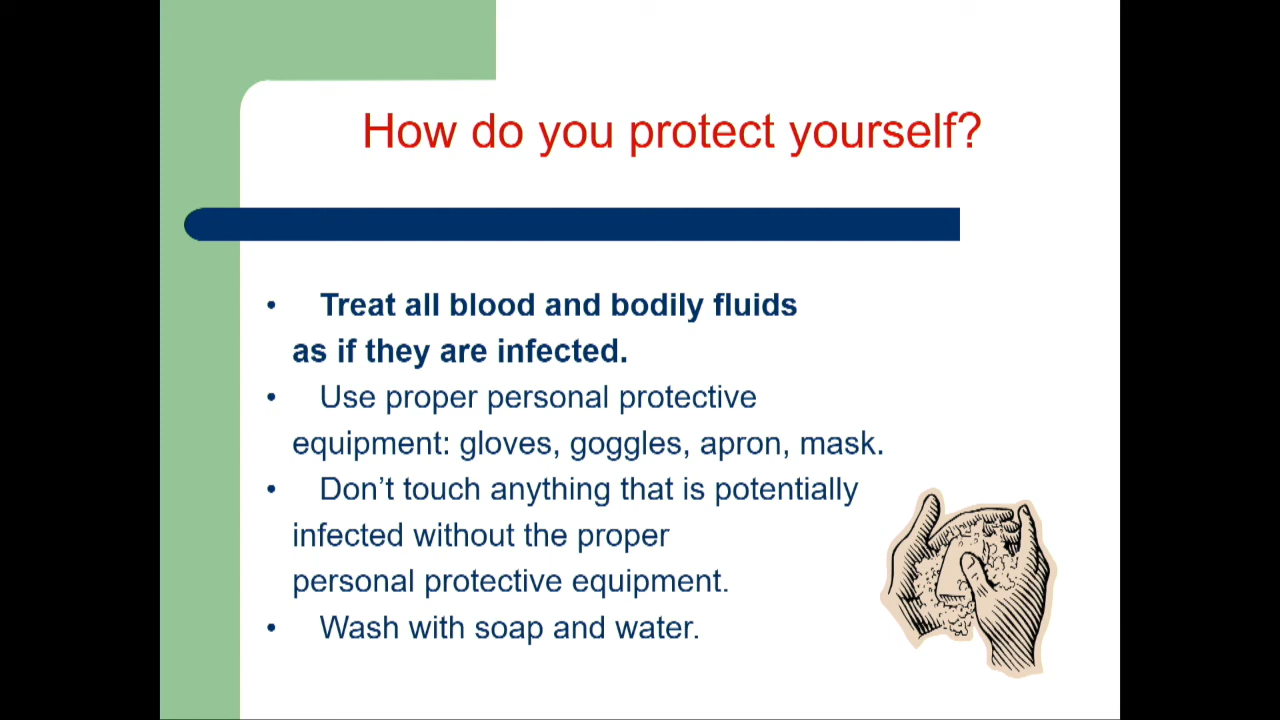 How do you protect yourself?
• Treat all blood and bodily fluids
as if they are infected.
• Use proper personal protective
equipment: gloves, goggles, apron, mask.
• Don't touch anything that is potentially
infected without the proper
personal protective equipment.
• Wash with soap and water.